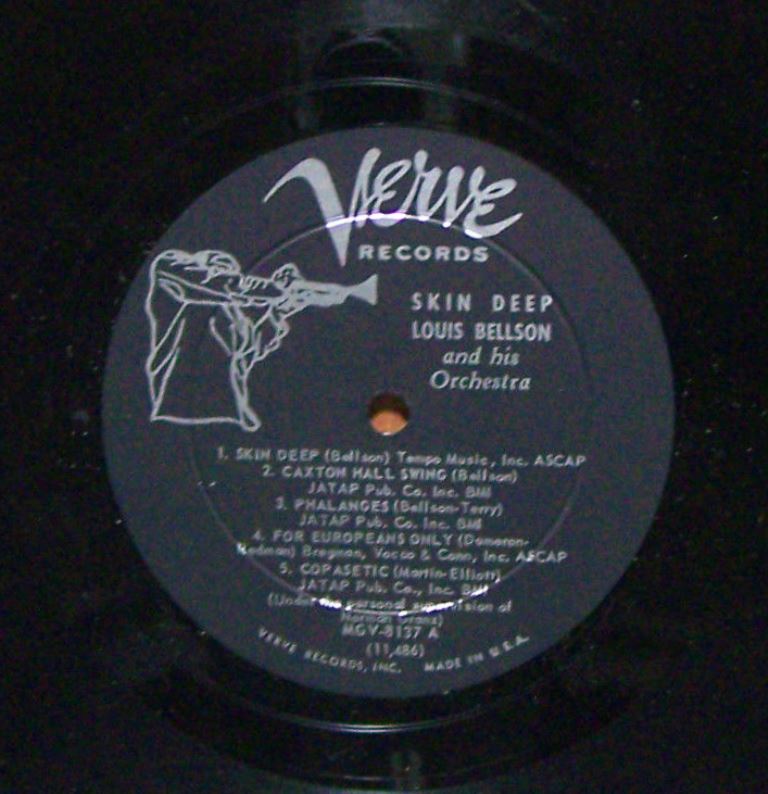 Verve
RECORDS
SKIN DEEP
LOUIS BELLSON
and his
Orchestra
1. SKIN DEEP (Bellson) Tempo Music, Inc. ASCAP
2. CAXTON HALL SWING (Bellson)
JATAP Pub. Co. Inc. BMI
3. PHALANGES (Bellson-Terry)
JATAP Pub. Co. Inc. BMI
4. FOR EUROPEANS ONLY (Dameron-
Redman) Bregman, Vocco & Conn, Inc. ASCAP
5. COPASETIC (Martin-Elliott)
JATAP Pub. Co., Inc. BMI
(Under the personal supervision of
Norman Granz)
MGV-8137 A
(11,486)
VERVE RECORDS, INC. MADE IN U.S.A.